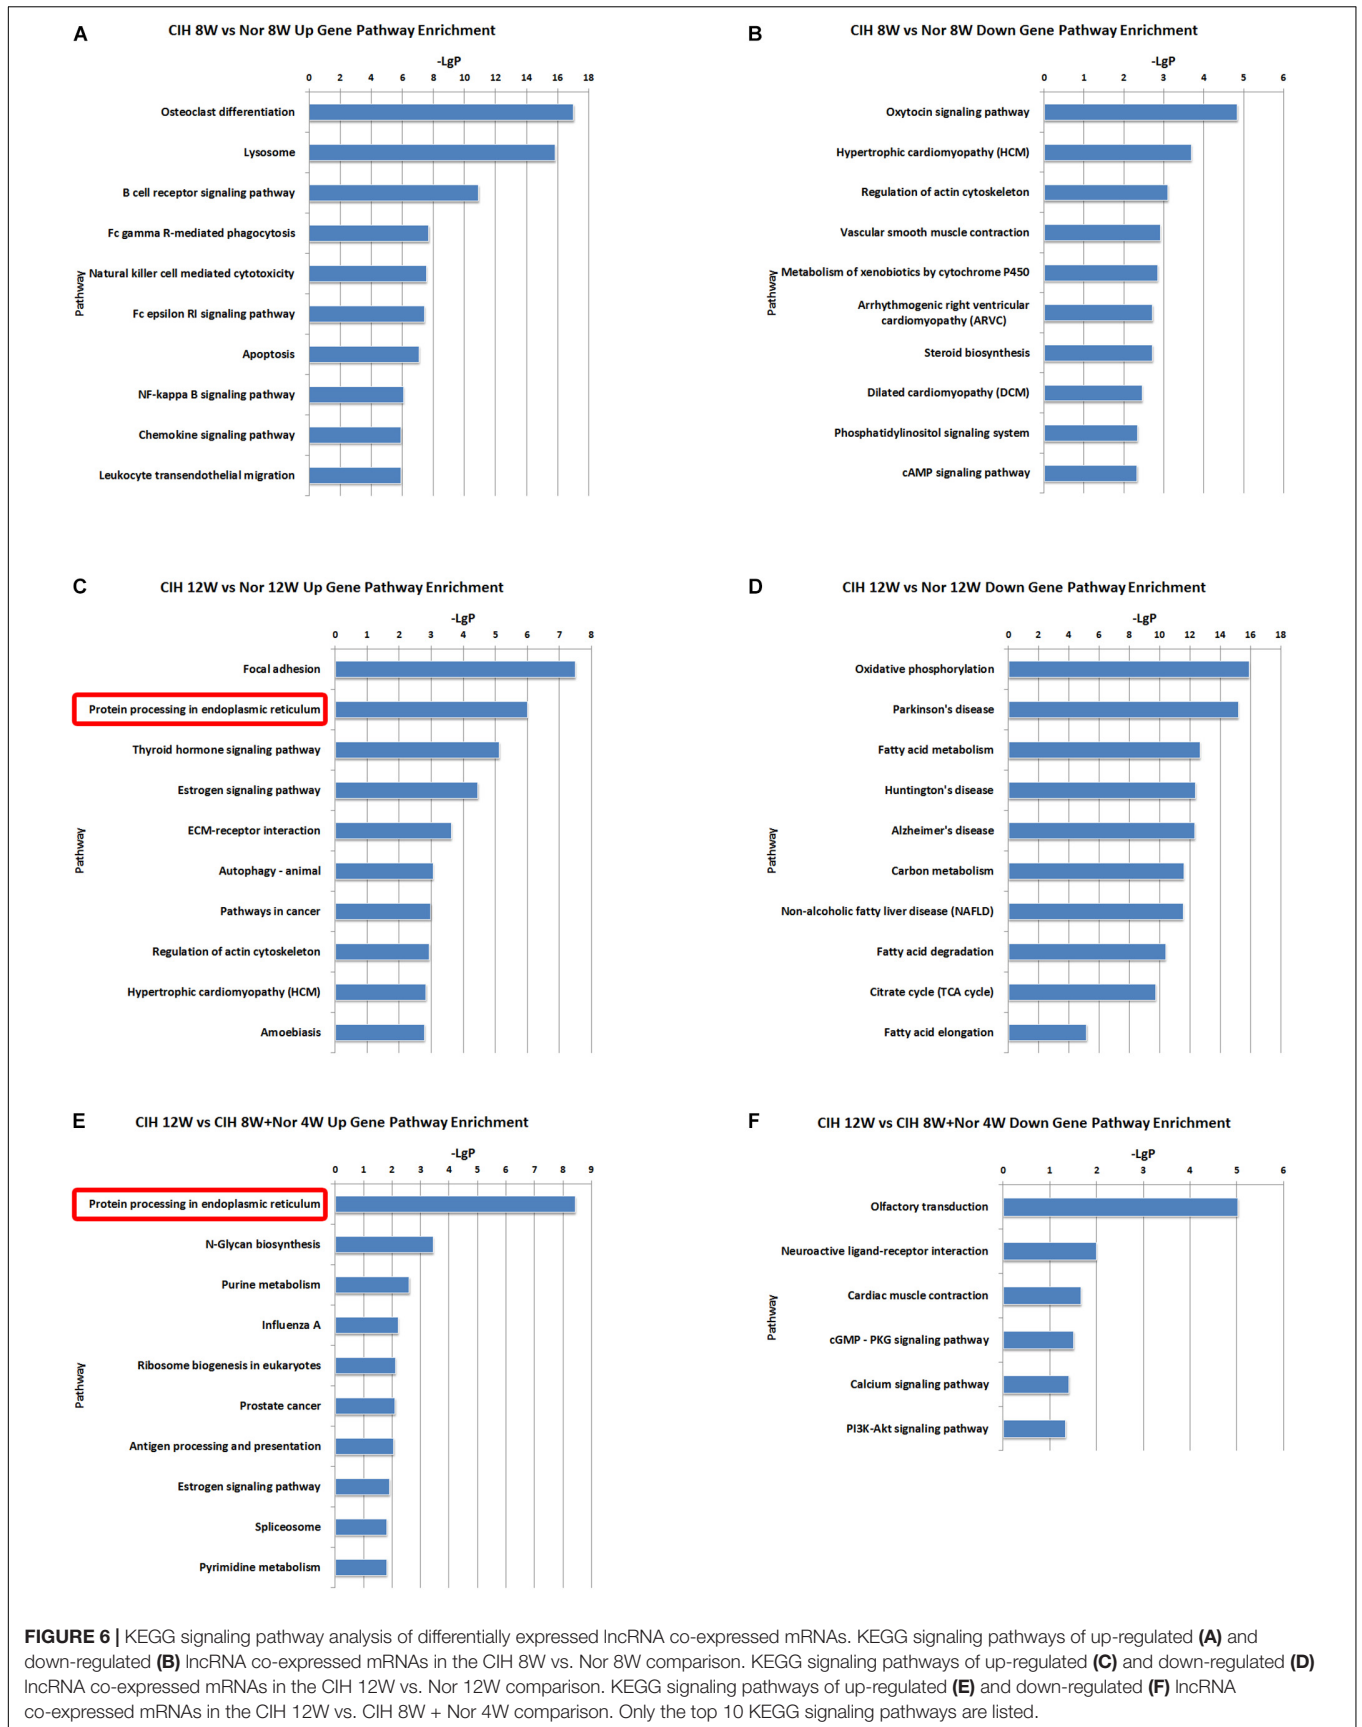 A
CIH 8W vs Nor 8W Up Gene Pathway Enrichment
-LgP
0 2 4 6 8 10 12 14 16 18
Osteoclast differentiation
Lysosome
B cell receptor signaling pathway
Fc gamma R-mediated phagocytosis
Natural killer cell mediated cytotoxicity
Fc epsilon RI signaling pathway
Apoptosis
NF-kappa B signaling pathway
Chemokine signaling pathway
Leukocyte transendothelial migration
Pathway
B
CIH 8W vs Nor 8W Down Gene Pathway Enrichment
-LgP
0 1 2 3 4 5 6
Oxytocin signaling pathway
Hypertrophic cardiomyopathy (HCM)
Regulation of actin cytoskeleton
Vascular smooth muscle contraction
Metabolism of xenobiotics by cytochrome P450
Arrhythmogenic right ventricular
cardiomyopathy (ARVC)
Steroid biosynthesis
Dilated cardiomyopathy (DCM)
Phosphatidylinositol signaling system
cAMP signaling pathway
Pathway
C
CIH 12W vs Nor 12W Up Gene Pathway Enrichment
-LgP
0 1 2 3 4 5 6 7 8
Focal adhesion
Protein processing in endoplasmic reticulum
Thyroid hormone signaling pathway
Estrogen signaling pathway
ECM-receptor interaction
Autophagy - animal
Pathways in cancer
Regulation of actin cytoskeleton
Hypertrophic cardiomyopathy (HCM)
Amoebiasis
Pathway
D
CIH 12W vs Nor 12W Down Gene Pathway Enrichment
-LgP
0 2 4 6 8 10 12 14 16 18
Oxidative phosphorylation
Parkinson's disease
Fatty acid metabolism
Huntington's disease
Alzheimer's disease
Carbon metabolism
Non-alcoholic fatty liver disease (NAFLD)
Fatty acid degradation
Citrate cycle (TCA cycle)
Fatty acid elongation
Pathway
E
CIH 12W vs CIH 8W+Nor 4W Up Gene Pathway Enrichment
-LgP
0 1 2 3 4 5 6 7 8 9
Protein processing in endoplasmic reticulum
N-Glycan biosynthesis
Purine metabolism
Influenza A
Ribosome biogenesis in eukaryotes
Prostate cancer
Antigen processing and presentation
Estrogen signaling pathway
Spliceosome
Pyrimidine metabolism
Pathway
F
CIH 12W vs CIH 8W+Nor 4W Down Gene Pathway Enrichment
-LgP
0 1 2 3 4 5 6
Olfactory transduction
Neuroactive ligand-receptor interaction
Cardiac muscle contraction
cGMP - PKG signaling pathway
Calcium signaling pathway
PI3K-Akt signaling pathway
Pathway
FIGURE 6 | KEGG signaling pathway analysis of differentially expressed lncRNA co-expressed mRNAs. KEGG signaling pathways of up-regulated (A) and
down-regulated (B) lncRNA co-expressed mRNAs in the CIH 8W vs. Nor 8W comparison. KEGG signaling pathways of up-regulated (C) and down-regulated (D)
lncRNA co-expressed mRNAs in the CIH 12W vs. Nor 12W comparison. KEGG signaling pathways of up-regulated (E) and down-regulated (F) lncRNA
co-expressed mRNAs in the CIH 12W vs. CIH 8W + Nor 4W comparison. Only the top 10 KEGG signaling pathways are listed.